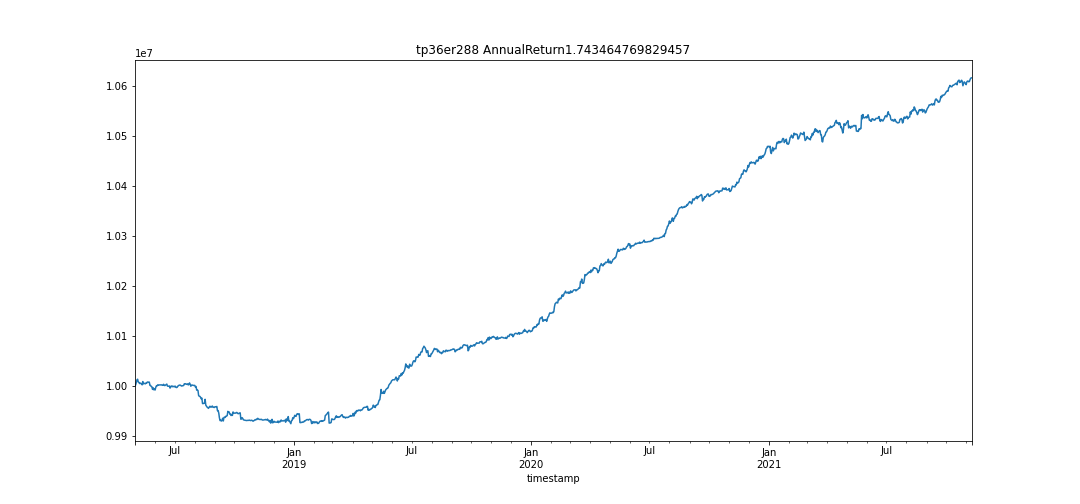 tp36er288 AnnualReturn1.743464769829457
1e7
1.06
1.05
1.04
1.03
1.02
1.01
1.00
0.99
Jul
Jan
2019
Jul
Jan
2020
Jul
Jan
2021
Jul
timestamp